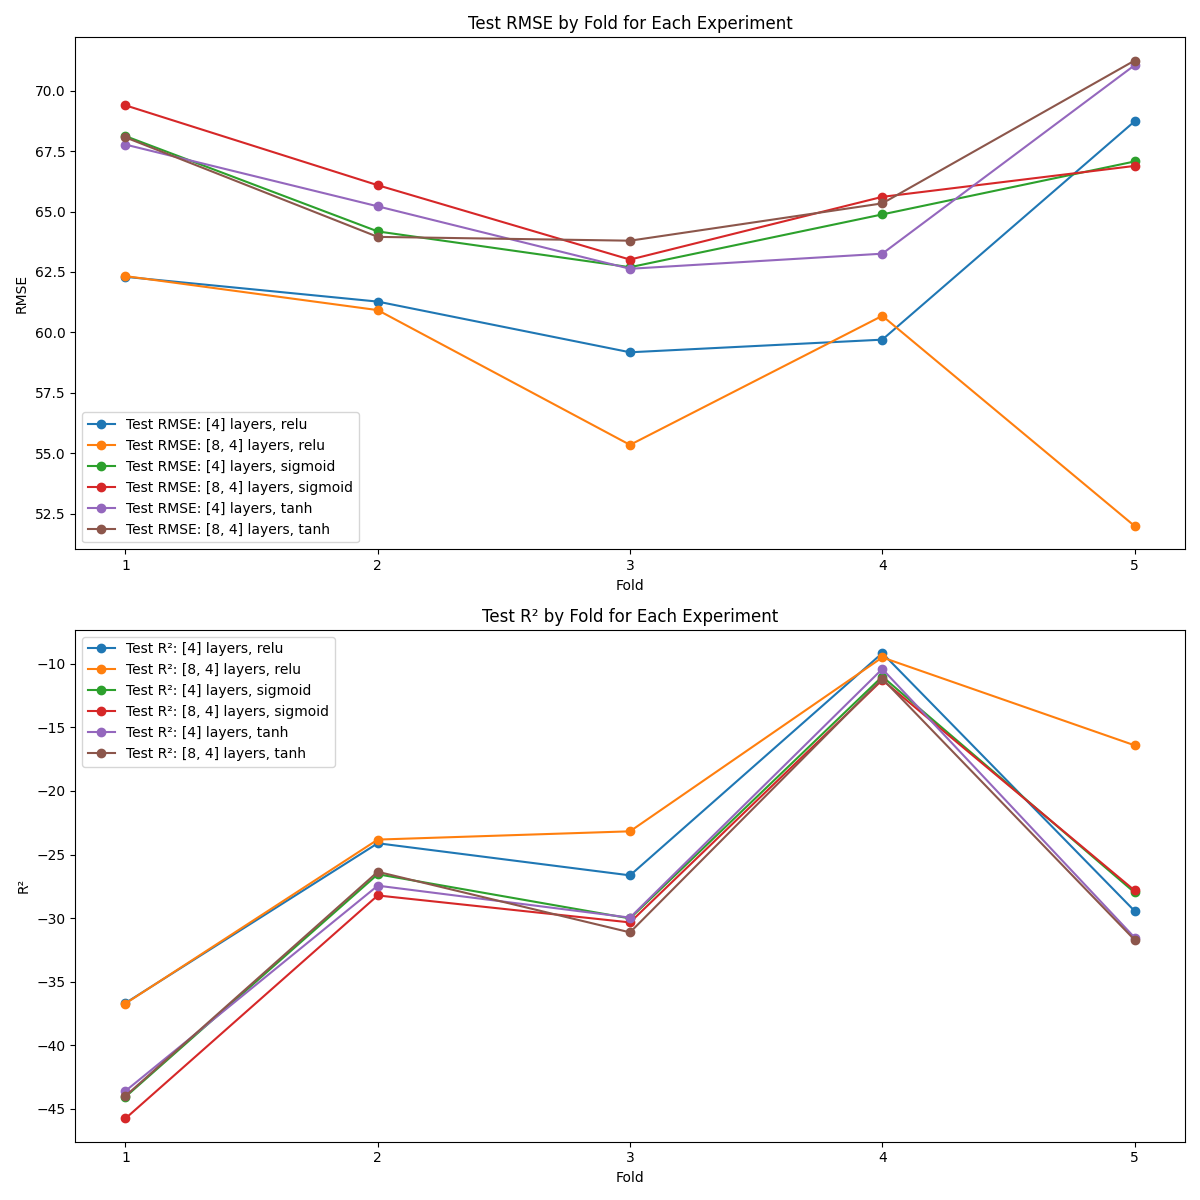 Test RMSE by Fold for Each Experiment
70.0
67.5
65.0
62.5
60.0
57.5
55.0
52.5
RMSE
Test RMSE: [4] layers, relu
Test RMSE: [8, 4] layers, relu
Test RMSE: [4] layers, sigmoid
Test RMSE: [8, 4] layers, sigmoid
Test RMSE: [4] layers, tanh
Test RMSE: [8, 4] layers, tanh
1 2 3 4 5
Fold
Test R² by Fold for Each Experiment
Test R²: [4] layers, relu
Test R²: [8, 4] layers, relu
Test R²: [4] layers, sigmoid
Test R²: [8, 4] layers, sigmoid
Test R²: [4] layers, tanh
Test R²: [8, 4] layers, tanh
−10
−15
−20
−25
−30
−35
−40
−45
R²
1 2 3 4 5
Fold